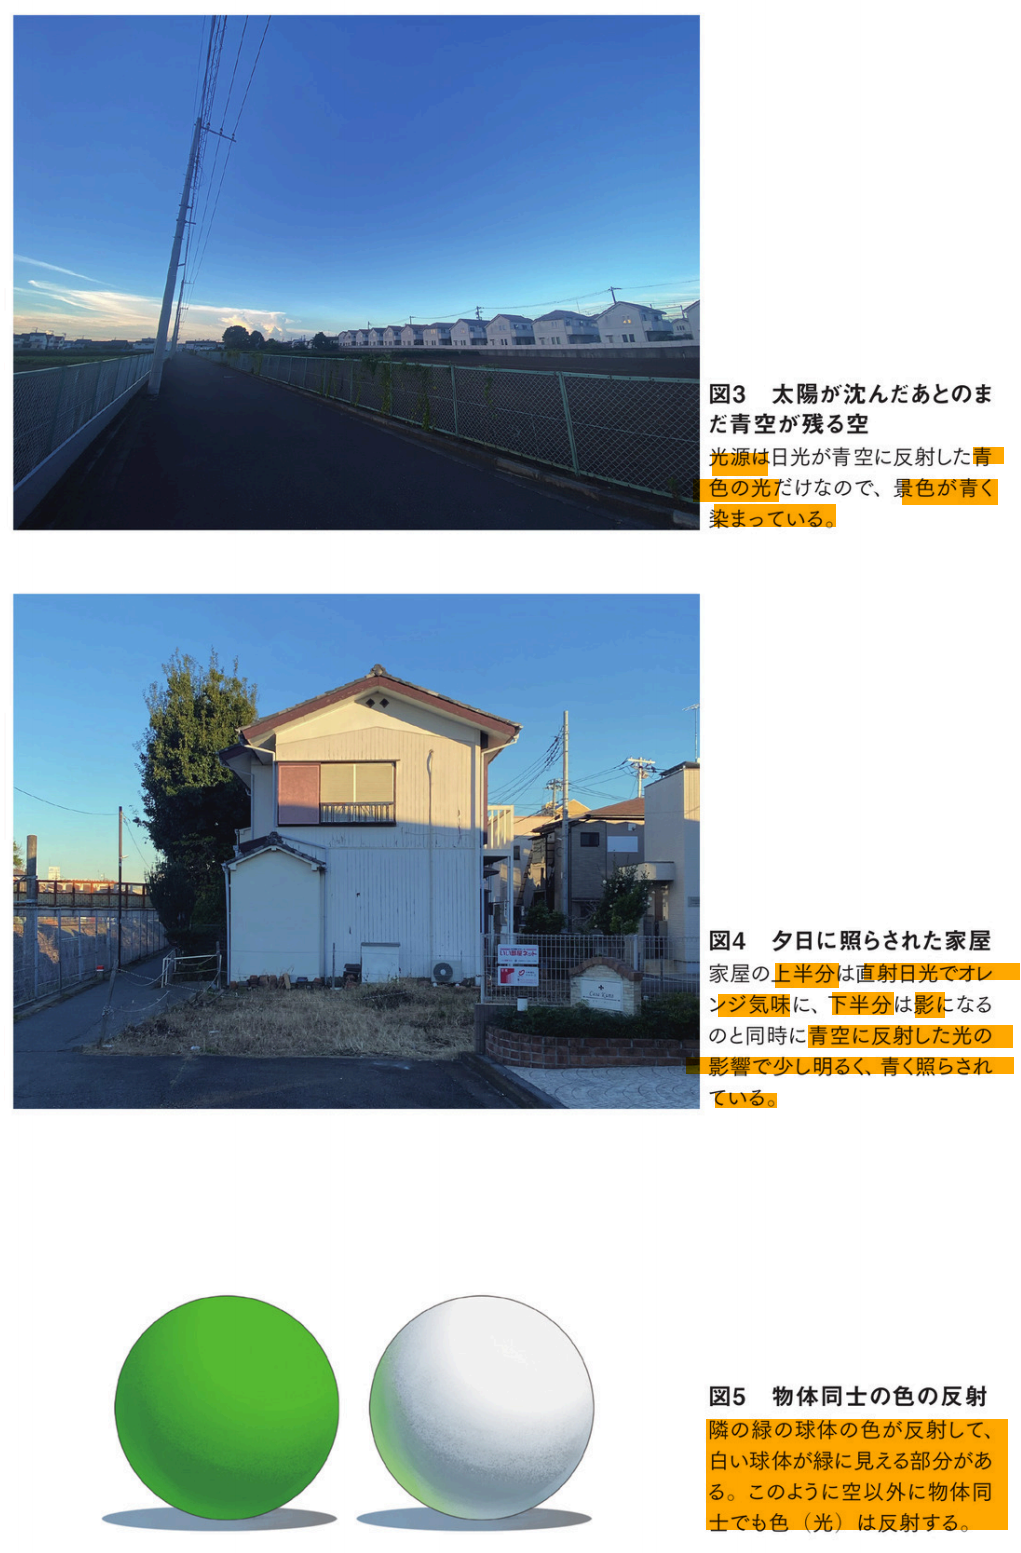 図3　太陽が沈んだあとのま
だ青空が残る空
光源は日光が青空に反射した青
色の光だけなので、景色が青く
染まっている。
図4　夕日に照らされた家屋
家屋の上半分は直射日光でオレ
ンジ気味に、下半分は影になる
のと同時に青空に反射した光の
影響で少し明るく、青く照らされ
ている。
図5　物体同士の色の反射
隣の緑の球体の色が反射して、
白い球体が緑に見える部分があ
る。このように空以外に物体同
士でも色（光）は反射する。